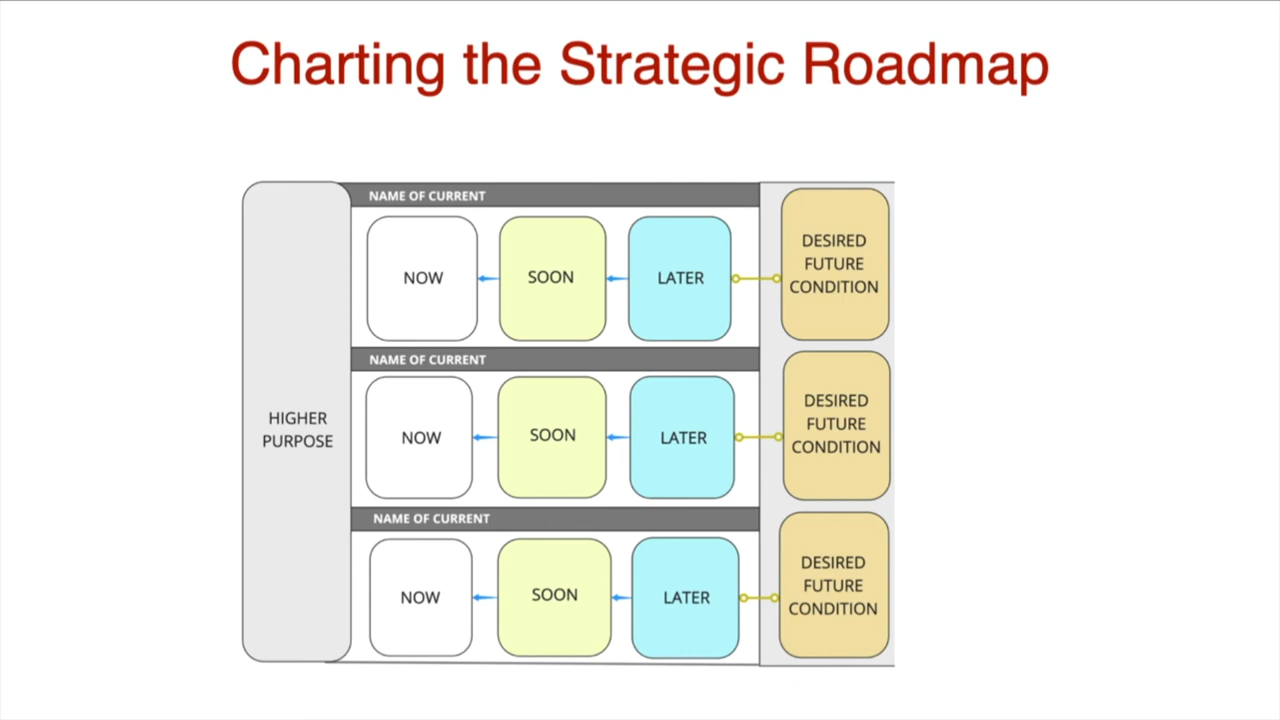 Charting the Strategic Roadmap
NAME OF CURRENT
NOW
SOON
LATER
DESIRED
FUTURE
CONDITION
HIGHER
PURPOSE
NAME OF CURRENT
NOW
SOON
LATER
DESIRED
FUTURE
CONDITION
NAME OF CURRENT
NOW
SOON
LATER
DESIRED
FUTURE
CONDITION